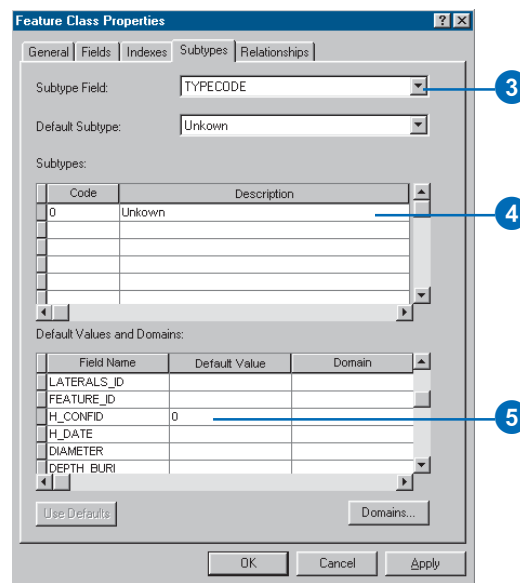 Feature Class Properties
General Fields Indexes Subtypes Relationships
Subtype Field: TYPECODE
3
Default Subtype: Unkown
Subtypes:
Code Description
0 Unkown
4
Default Values and Domains:
Field Name Default Value Domain
LATERALS_ID
FEATURE_ID
H_CONFID 0
5
H_DATE
DIAMETER
DEPTH_BURI
Use Defaults Domains...
OK Cancel Apply